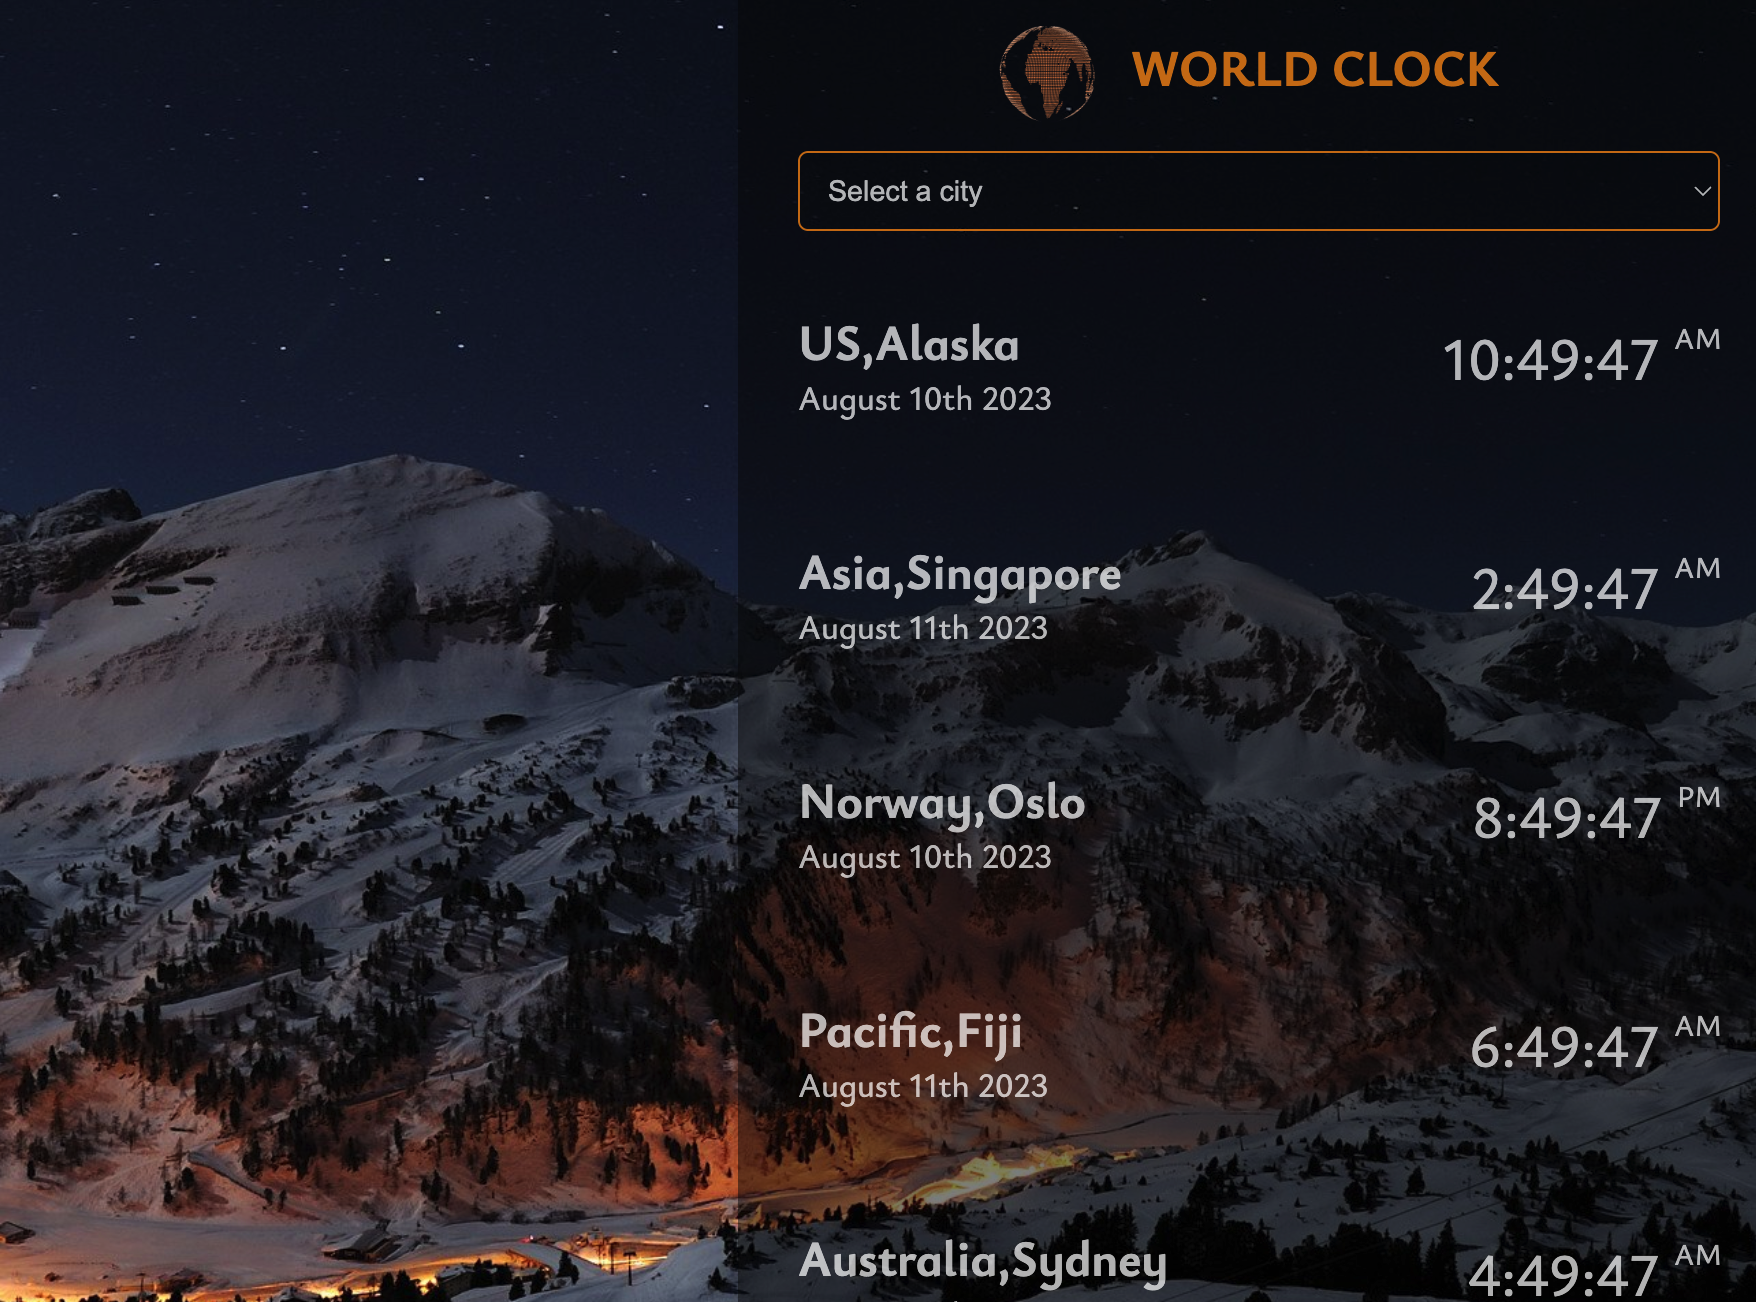 WORLD CLOCK
Select a city
US,Alaska
10:49:47 AM
August 10th 2023
Asia,Singapore
2:49:47 AM
August 11th 2023
Norway,Oslo
8:49:47 PM
August 10th 2023
Pacific,Fiji
6:49:47 AM
August 11th 2023
Australia,Sydney
4:49:47 AM